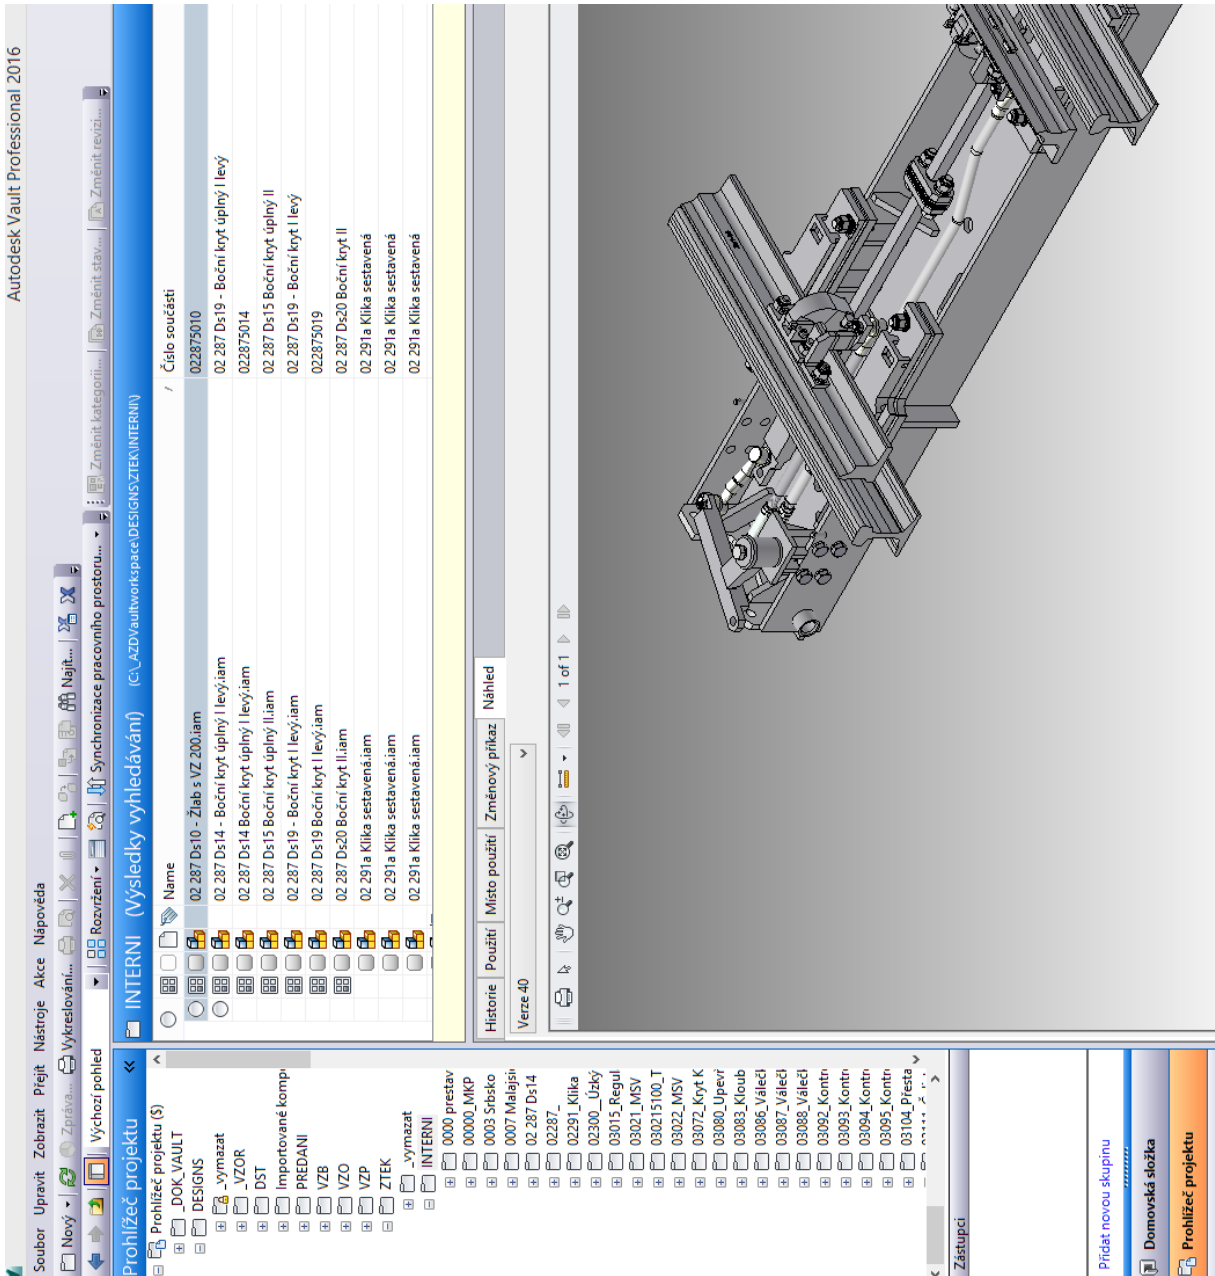 Autodesk Vault Professional 2016
Soubor Upravit Zobrazit Přejít Nástroje Akce Nápověda
Nový Zpráva... Vykreslování... Najít...
Výchozí pohled Rozvržení Synchronizace pracovního prostoru... Změnit kategorii... Změnit stav... Změnit revizi...
Prohlížeč projektu «
Prohlížeč projektu ($)
_DOK_VAULT
DESIGNS
_vymazat
_VZOR
DST
Importované kompo
PREDANI
VZB
VZO
VZP
ZTEK
_vymazat
INTERNI
0000 prestav
00000_MKP
0003 Srbsko
0007 Malajsi
02 287 Ds14
02287_
02291_Klika
02300__Úzký
03015_Regul
03021_MSV
030215100_T
03022_MSV
03072_Kryt K
03080_Upevř
03083_Kloub
03086_Válečl
03087_Válečl
03088_Válečl
03092_Kontr
03093_Kontr
03094_Kontr
03095_Kontr
03104_Přesta
Zástupci
Přidat novou skupinu
Domovská složka
Prohlížeč projektu
INTERNI (Výsledky vyhledávání) (C:\_AZDVaultworkspace\DESIGNS\ZTEK\INTERNI\)
Name / Číslo součásti
02 287 Ds10 - Žlab s VZ 200.iam 022875010
02 287 Ds14 - Boční kryt úplný I levý.iam 02 287 Ds19 - Boční kryt úplný I levý
02 287 Ds14 Boční kryt úplný I levý.iam 022875014
02 287 Ds15 Boční kryt úplný II.iam 02 287 Ds15 Boční kryt úplný II
02 287 Ds19 - Boční kryt I levý.iam 02 287 Ds19 - Boční kryt I levý
02 287 Ds19 Boční kryt I levý.iam 022875019
02 287 Ds20 Boční kryt II.iam 02 287 Ds20 Boční kryt II
02 291a Klika sestavená.iam 02 291a Klika sestavená
02 291a Klika sestavená.iam 02 291a Klika sestavená
02 291a Klika sestavená.iam 02 291a Klika sestavená
Historie Použití Místo použití Změnový příkaz Náhled
Verze 40
1 of 1